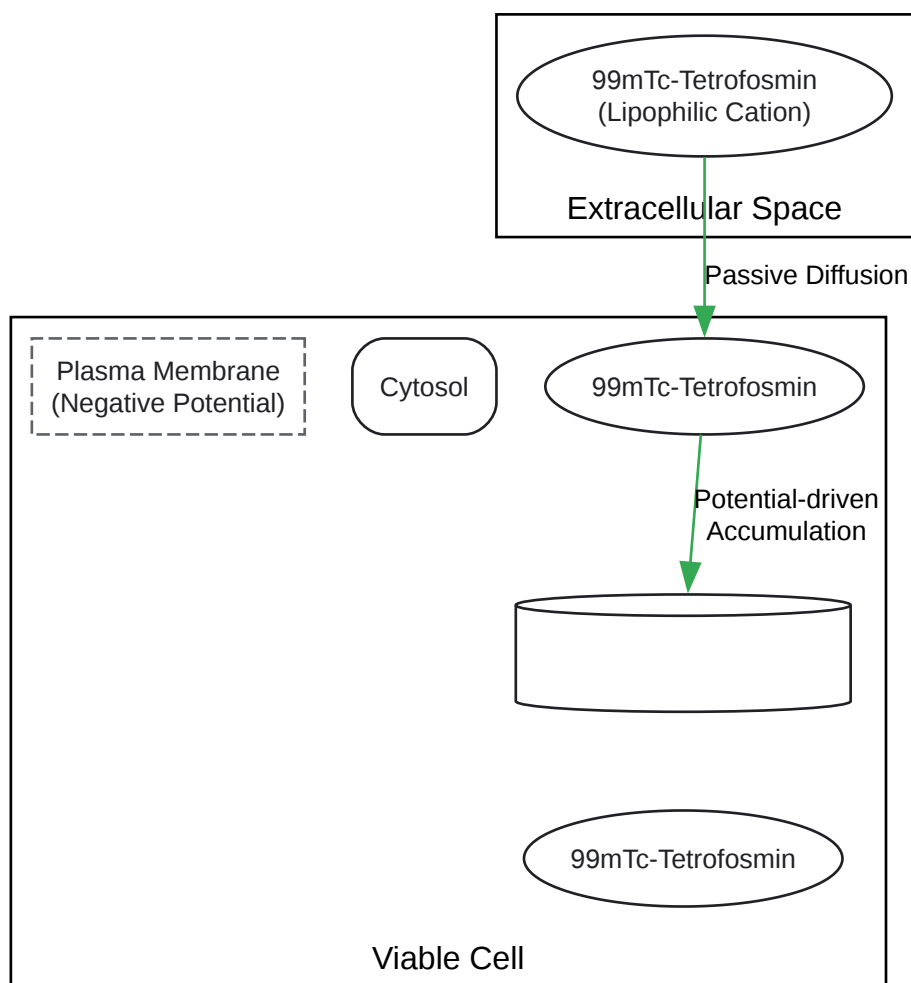 99mTc-Tetrofosmin
(Lipophilic Cation)
Extracellular Space
Passive Diffusion
Plasma Membrane
(Negative Potential)
Cytosol
99mTc-Tetrofosmin
Potential-driven
Accumulation
99mTc-Tetrofosmin
Viable Cell